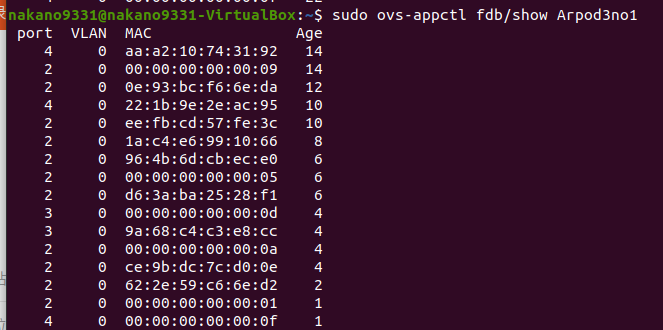 nakano9331@nakano9331-VirtualBox:~$ sudo ovs-appctl fdb/show Arpod3no1
port VLAN MAC Age
4 0 aa:a2:10:74:31:92 14
2 0 00:00:00:00:00:09 14
2 0 0e:93:bc:f6:6e:da 12
4 0 22:1b:9e:2e:ac:95 10
2 0 ee:fb:cd:57:fe:3c 10
2 0 1a:c4:e6:99:10:66 8
2 0 96:4b:6d:cb:ec:e0 6
2 0 00:00:00:00:00:05 6
2 0 d6:3a:ba:25:28:f1 6
3 0 00:00:00:00:00:0d 4
3 0 9a:68:c4:c3:e8:cc 4
2 0 00:00:00:00:00:0a 4
2 0 ce:9b:dc:7c:d0:0e 4
2 0 62:2e:59:c6:6e:d2 2
2 0 00:00:00:00:00:01 1
4 0 00:00:00:00:00:0f 1